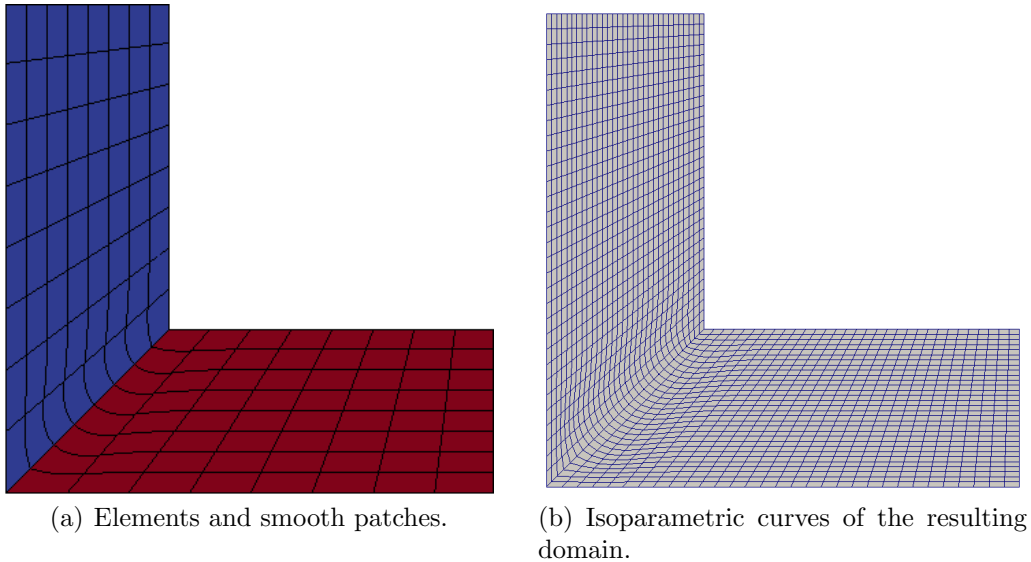 (a) Elements and smooth patches.
(b) Isoparametric curves of the resulting
domain.